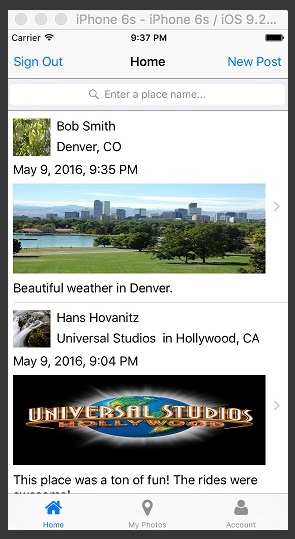 iPhone 6s - iPhone 6s / iOS 9.2...
Carrier 9:37 PM
Sign Out Home New Post
Enter a place name...
Bob Smith
Denver, CO
May 9, 2016, 9:35 PM
Beautiful weather in Denver.
Hans Hovanitz
Universal Studios in Hollywood, CA
May 9, 2016, 9:04 PM
UNIVERSAL STUDIOS
HOLLYWOOD
This place was a ton of fun! The rides were
awesome!
Home My Photos Account